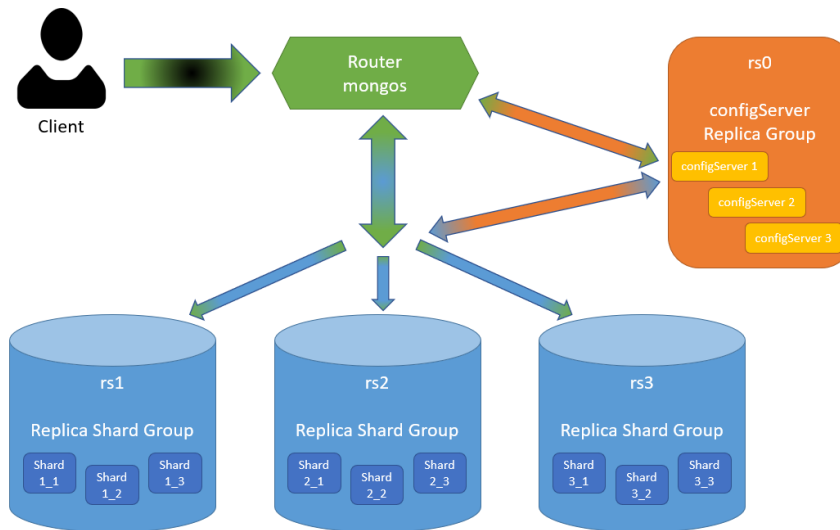 Client
Router
mongos
rs0
configServer
Replica Group
configServer 1
configServer 2
configServer 3
rs1
Replica Shard Group
Shard
1_1
Shard
1_2
Shard
1_3
rs2
Replica Shard Group
Shard
2_1
Shard
2_2
Shard
2_3
rs3
Replica Shard Group
Shard
3_1
Shard
3_2
Shard
3_3